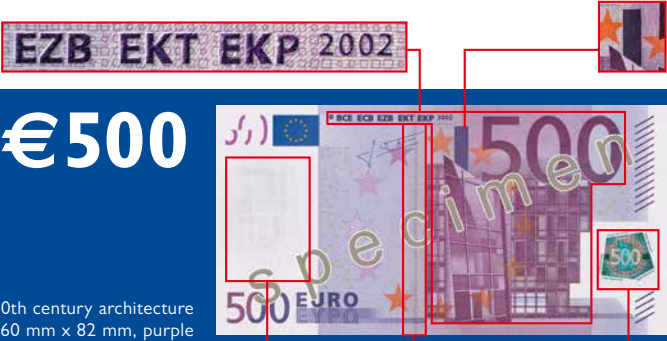 EZB EKT EKP 2002
€500
© BCE ECB EZB EKT EKP 2002
500
specimen
500
500 EURO
ΕΥΡΩ
0th century architecture
60 mm x 82 mm, purple